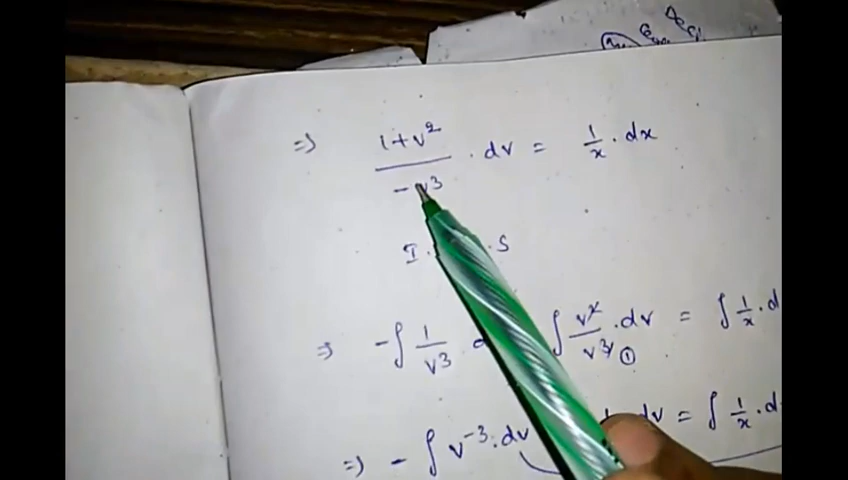 ⇒ 1+v² / -v³ . dv = 1/x . dx
I. . S
⇒ -∫ 1/v³ ∫ v²/v³ . dv = ∫ 1/x . d
⇒ -∫ v⁻³ . dv dv = ∫ 1/x . d